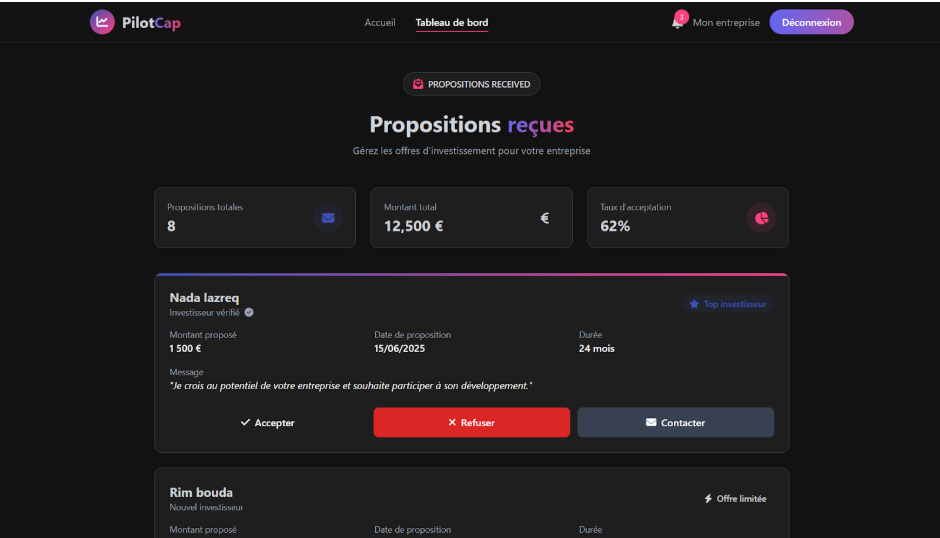 PilotCap
Accueil
Tableau de bord
3
Mon entreprise
Déconnexion
PROPOSITIONS RECEIVED
Propositions reçues
Gérez les offres d'investissement pour votre entreprise
Propositions totales
8
Montant total
12,500 €
€
Taux d'acceptation
62%
Nada lazreq
Investisseur vérifié
Top investisseur
Montant proposé
1 500 €
Date de proposition
15/06/2025
Durée
24 mois
Message
"Je crois au potentiel de votre entreprise et souhaite participer à son développement."
Accepter
Refuser
Contacter
Rim bouda
Nouvel investisseur
Offre limitée
Montant proposé
Date de proposition
Durée